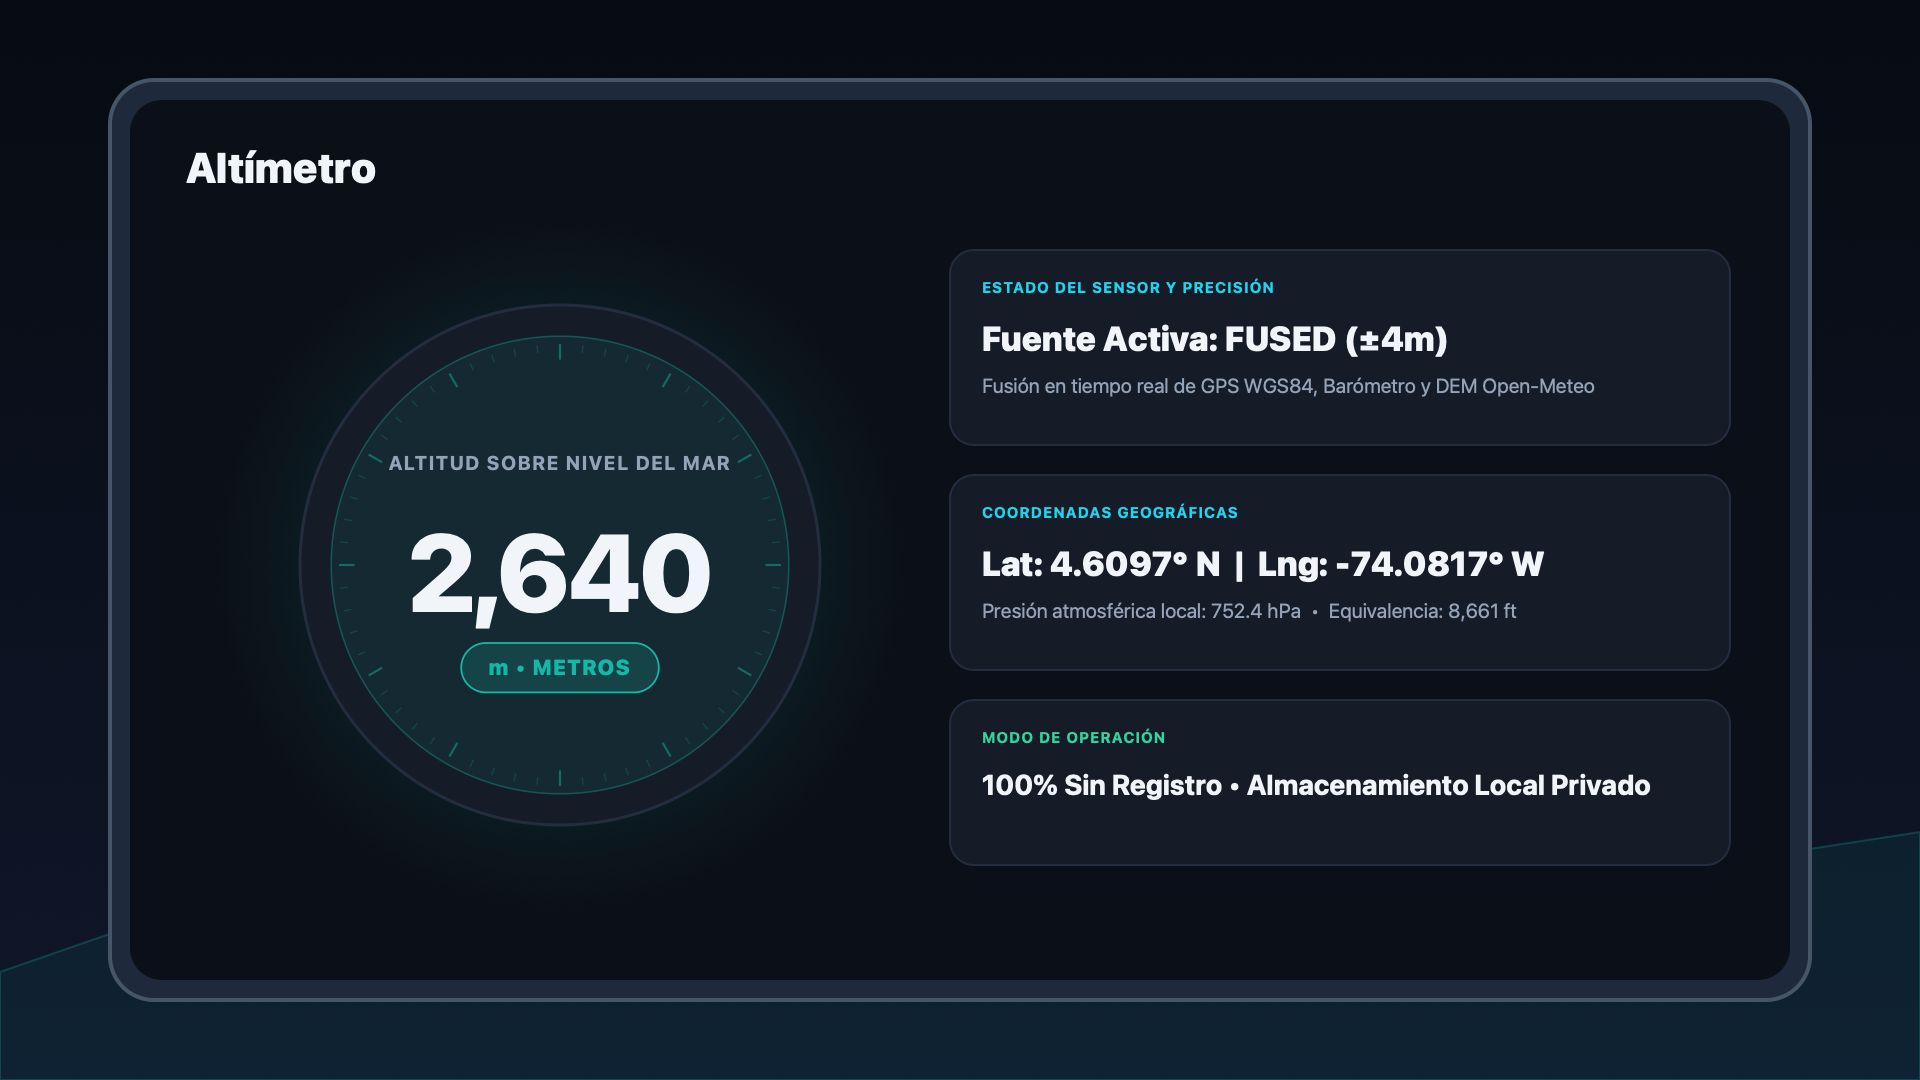 Altímetro
ALTITUD SOBRE NIVEL DEL MAR
2,640
m • METROS
ESTADO DEL SENSOR Y PRECISIÓN
Fuente Activa: FUSED (±4m)
Fusión en tiempo real de GPS WGS84, Barómetro y DEM Open-Meteo
COORDENADAS GEOGRÁFICAS
Lat: 4.6097° N | Lng: -74.0817° W
Presión atmosférica local: 752.4 hPa • Equivalencia: 8,661 ft
MODO DE OPERACIÓN
100% Sin Registro • Almacenamiento Local Privado